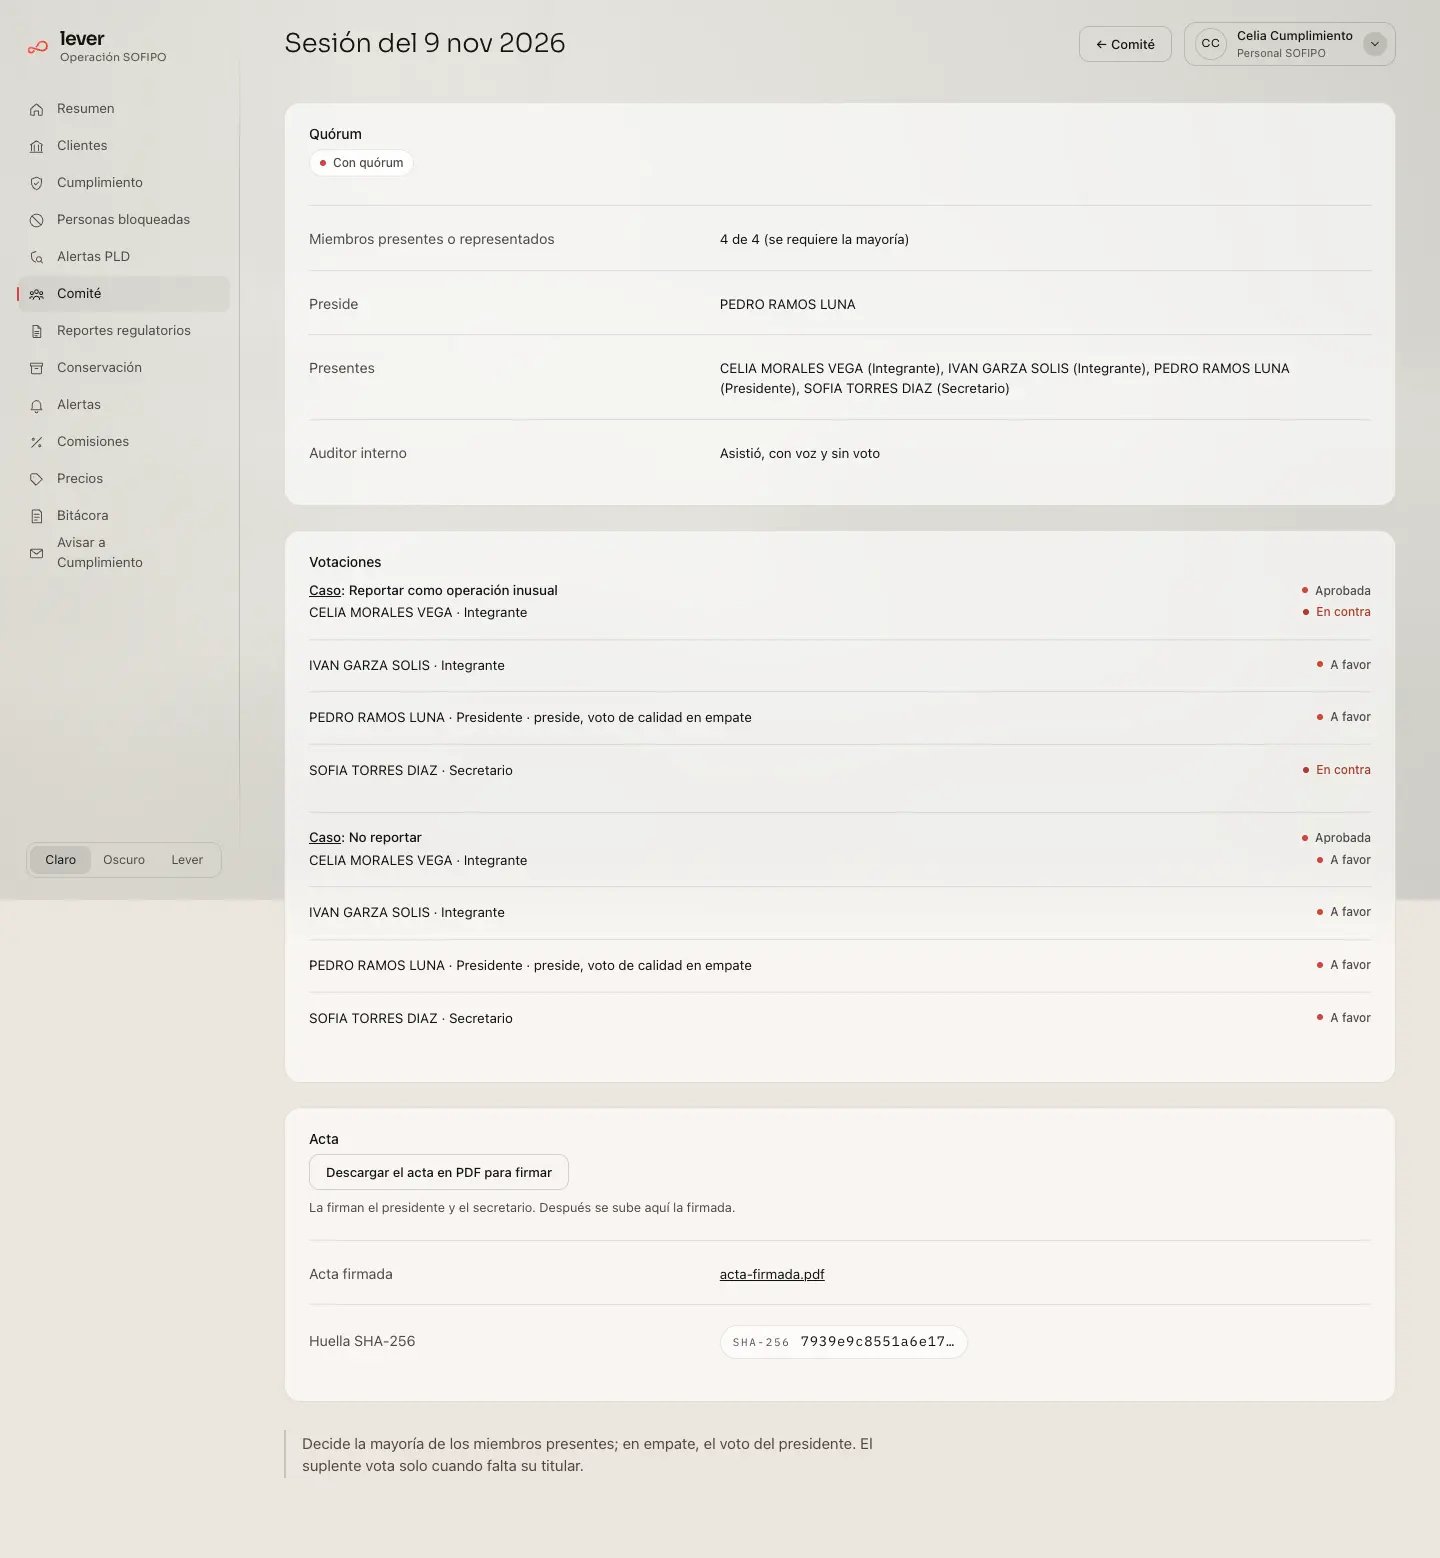 lever
Operación SOFIPO
Resumen
Clientes
Cumplimiento
Personas bloqueadas
Alertas PLD
Comité
Reportes regulatorios
Conservación
Alertas
Comisiones
Precios
Bitácora
Avisar a
Cumplimiento
Claro Oscuro Lever
Sesión del 9 nov 2026
← Comité
CC
Celia Cumplimiento
Personal SOFIPO
Quórum
Con quórum
Miembros presentes o representados 4 de 4 (se requiere la mayoría)
Preside PEDRO RAMOS LUNA
Presentes CELIA MORALES VEGA (Integrante), IVAN GARZA SOLIS (Integrante), PEDRO RAMOS LUNA
(Presidente), SOFIA TORRES DIAZ (Secretario)
Auditor interno Asistió, con voz y sin voto
Votaciones
Caso: Reportar como operación inusual Aprobada
CELIA MORALES VEGA · Integrante En contra
IVAN GARZA SOLIS · Integrante A favor
PEDRO RAMOS LUNA · Presidente · preside, voto de calidad en empate A favor
SOFIA TORRES DIAZ · Secretario En contra
Caso: No reportar Aprobada
CELIA MORALES VEGA · Integrante A favor
IVAN GARZA SOLIS · Integrante A favor
PEDRO RAMOS LUNA · Presidente · preside, voto de calidad en empate A favor
SOFIA TORRES DIAZ · Secretario A favor
Acta
Descargar el acta en PDF para firmar
La firman el presidente y el secretario. Después se sube aquí la firmada.
Acta firmada acta-firmada.pdf
Huella SHA-256 SHA-256 7939e9c8551a6e17…
Decide la mayoría de los miembros presentes; en empate, el voto del presidente. El
suplente vota solo cuando falta su titular.